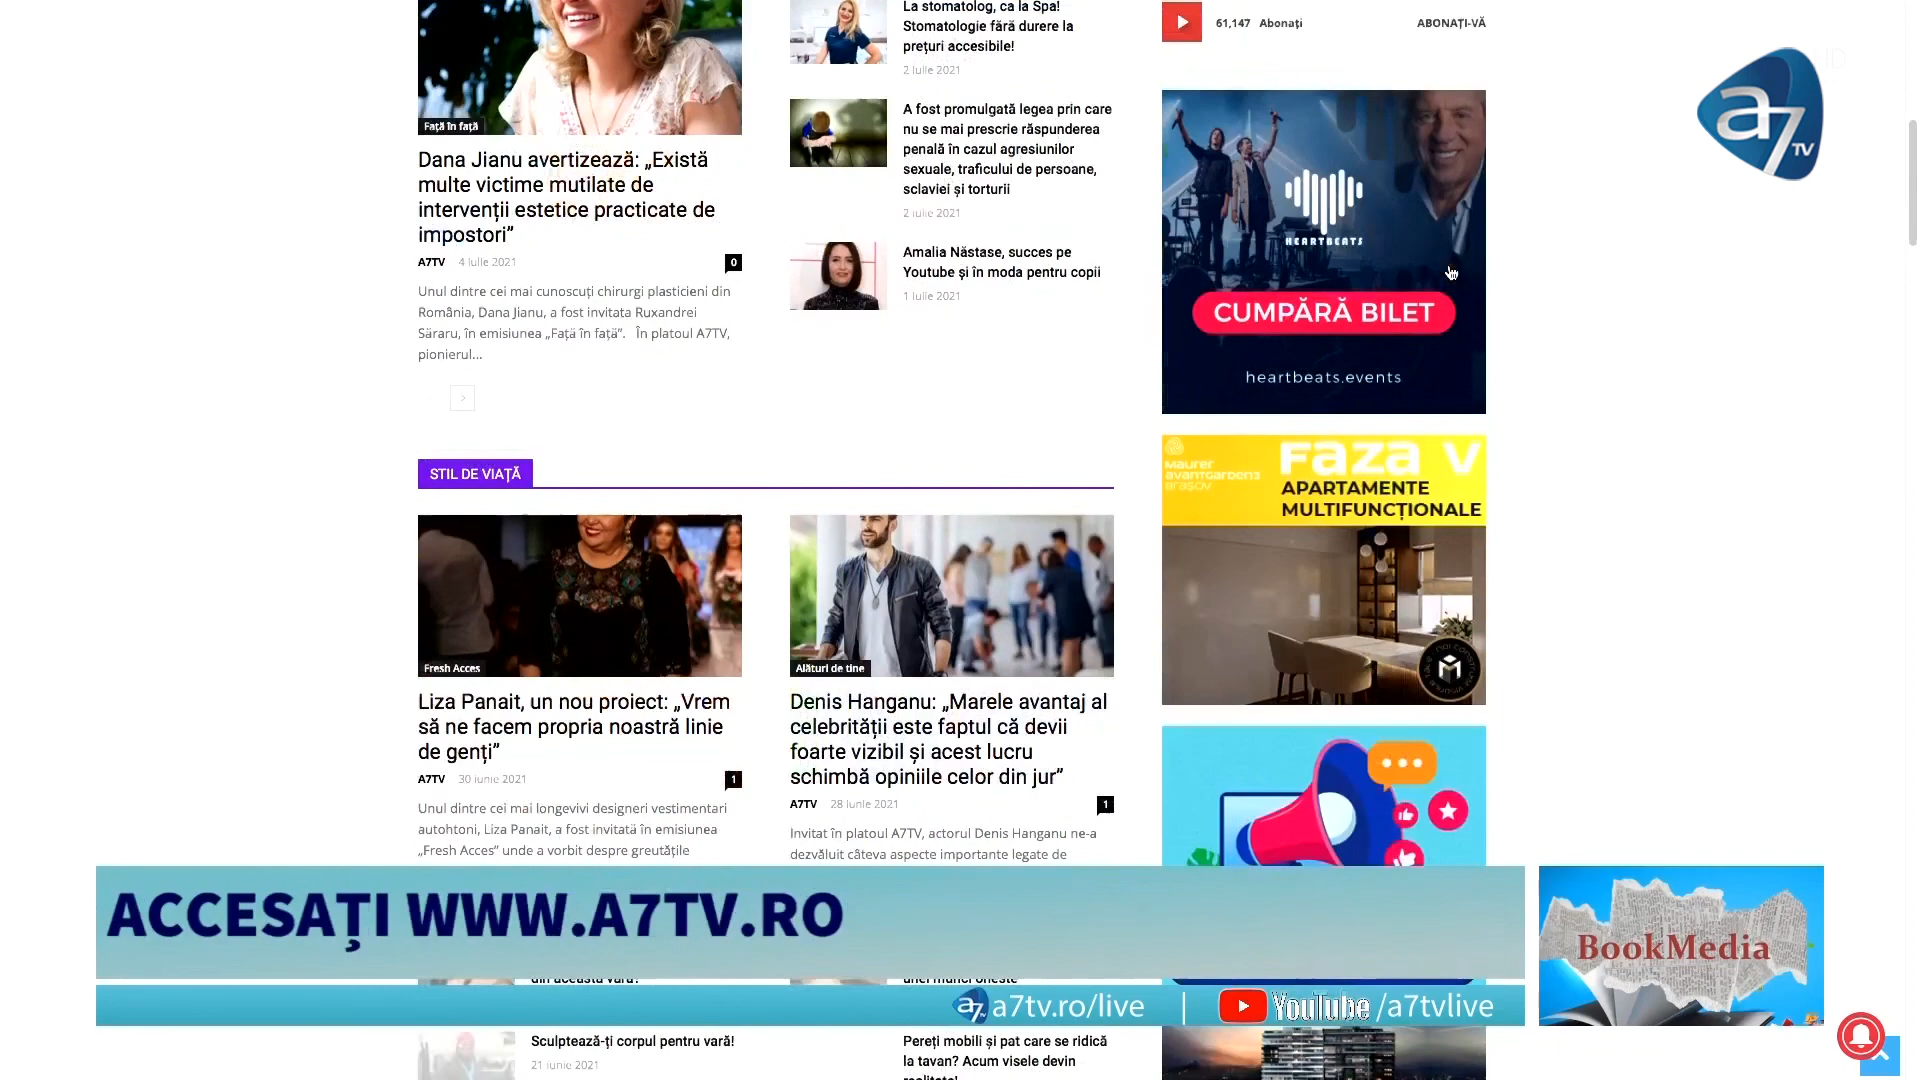 La stomatolog, ca la Spa!
Stomatologie fără durere la
prețuri accesibile!
2 Iulie 2021
61,147 Abonați
ABONAȚI-VĂ
a7
TV
Față în față
Dana Jianu avertizează: „Există
multe victime mutilate de
intervenții estetice practicate de
impostori”
A7TV 4 Iulie 2021
0
Unul dintre cei mai cunoscuți chirurgi plasticieni din
România, Dana Jianu, a fost invitata Ruxandrei
Săraru, în emisiunea „Față în față”. În platoul A7TV,
pionierul...
A fost promulgată legea prin care
nu se mai prescrie răspunderea
penală în cazul agresiunilor
sexuale, traficului de persoane,
sclaviei și torturii
2 Iulie 2021
Amalia Năstase, succes pe
Youtube și în moda pentru copii
1 Iulie 2021
HEARTBEATS
CUMPĂRĂ BILET
heartbeats.events
Maurer
avantgarden
brașov
Faza V
APARTAMENTE
MULTIFUNCȚIONALE
STIL DE VIAȚĂ
Fresh Acces
Liza Panait, un nou proiect: „Vrem
să ne facem propria noastră linie
de genți”
A7TV 30 iunie 2021
1
Unul dintre cei mai longevivi designeri vestimentari
autohtoni, Liza Panait, a fost invitată în emisiunea
„Fresh Acces” unde a vorbit despre greutățile
Alături de tine
Denis Hanganu: „Marele avantaj al
celebrității este faptul că devii
foarte vizibil și acest lucru
schimbă opiniile celor din jur”
A7TV 28 iunie 2021
1
Invitat în platoul A7TV, actorul Denis Hanganu ne-a
dezvăluit câteva aspecte importante legate de
ACCESAȚI WWW.A7TV.RO
BookMedia
din această vară?
unei munci oneste
a7tv.ro/live | YouTube /a7tvlive
Sculptează-ți corpul pentru vară!
21 iunie 2021
Pereți mobili și pat care se ridică
la tavan? Acum visele devin
realitate!